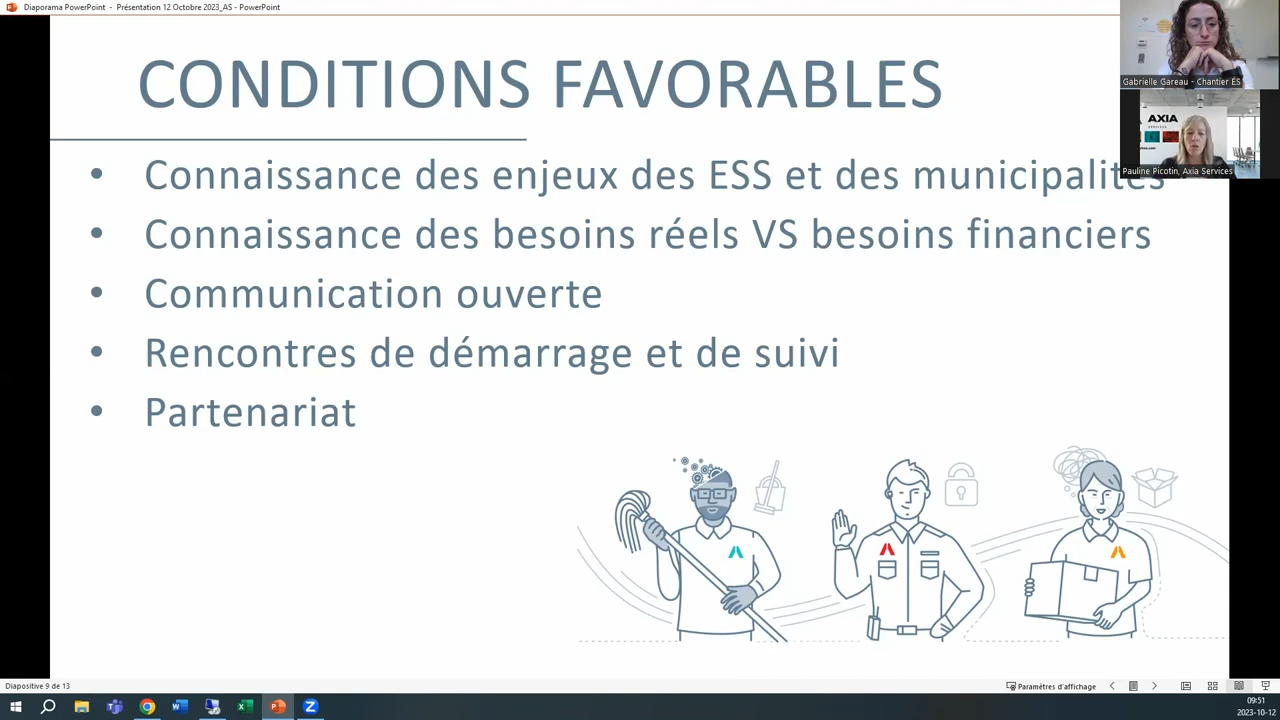 Diaporama PowerPoint - Présentation 12 Octobre 2023_AS - PowerPoint
Gabrielle Gareau - Chantier ÉS
AXIA
SERVICES
Pauline Picotin, Axia Services
CONDITIONS FAVORABLES
• Connaissance des enjeux des ESS et des municipalités
• Connaissance des besoins réels VS besoins financiers
• Communication ouverte
• Rencontres de démarrage et de suivi
• Partenariat
Diapositive 9 de 13
Paramètres d'affichage
09:51
2023-10-12